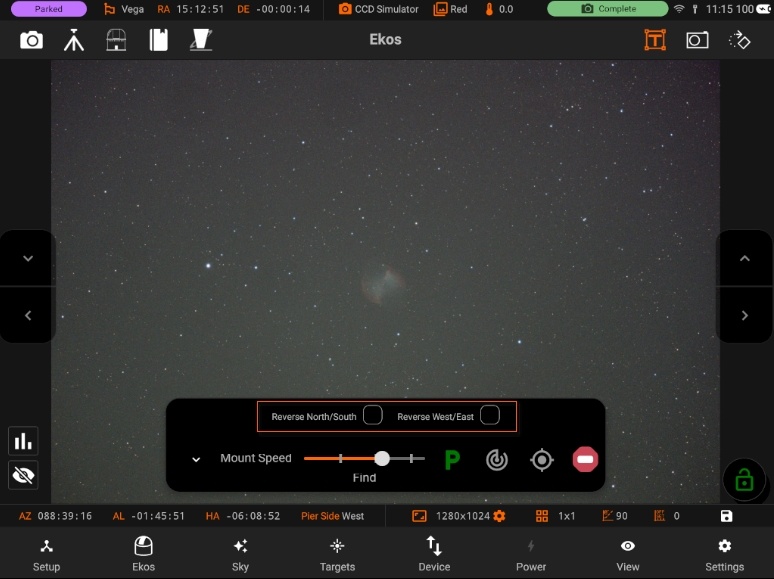 Parked Vega RA 15:12:51 DE -00:00:14 CCD Simulator Red 0.0 Complete 11:15 100
Ekos
Reverse North/South Reverse West/East
Mount Speed P
Find
AZ 088:39:16 AL -01:45:51 HA -06:08:52 Pier Side West 1280x1024 1x1 90 0
Setup Ekos Sky Targets Device Power View Settings